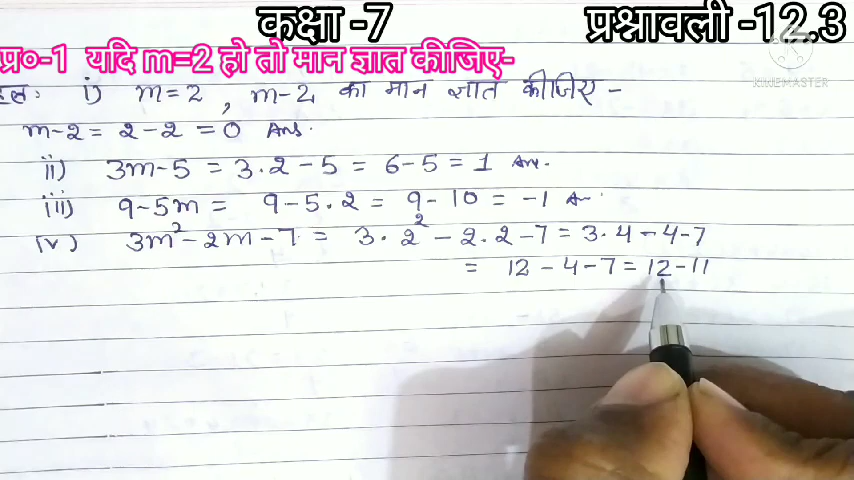 कक्षा -7 प्रश्नावली -12.3
प्र०-1 यदि m=2 हो तो मान ज्ञात कीजिए-
KINEMASTER
हलः i) m=2, m-2 का मान ज्ञात कीजिए -
m-2 = 2-2 = 0 Ans.
ii) 3m-5 = 3.2-5 = 6-5 = 1 Ans.
iii) 9-5m = 9-5.2 = 9-10 = -1 A
iv) 3m²-2m-7 = 3.2²-2.2-7 = 3.4-4-7
= 12-4-7 = 12-11